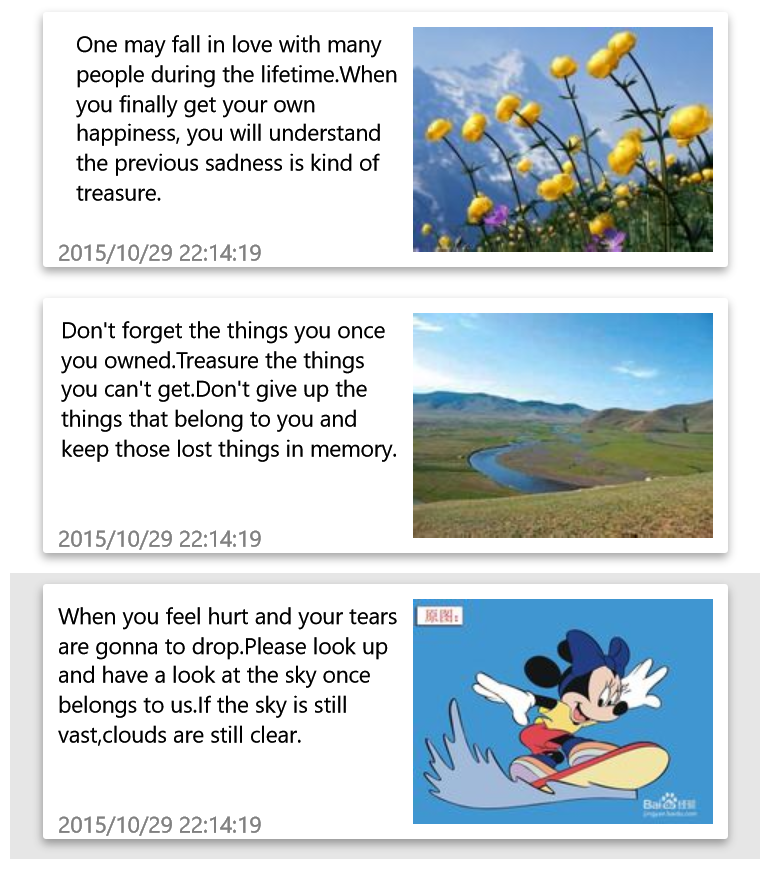 One may fall in love with many
people during the lifetime.When
you finally get your own
happiness, you will understand
the previous sadness is kind of
treasure.
2015/10/29 22:14:19
Don't forget the things you once
you owned.Treasure the things
you can't get.Don't give up the
things that belong to you and
keep those lost things in memory.
2015/10/29 22:14:19
When you feel hurt and your tears
are gonna to drop.Please look up
and have a look at the sky once
belongs to us.If the sky is still
vast,clouds are still clear.
2015/10/29 22:14:19
原图:
Bai 经验
jingyan.baidu.com